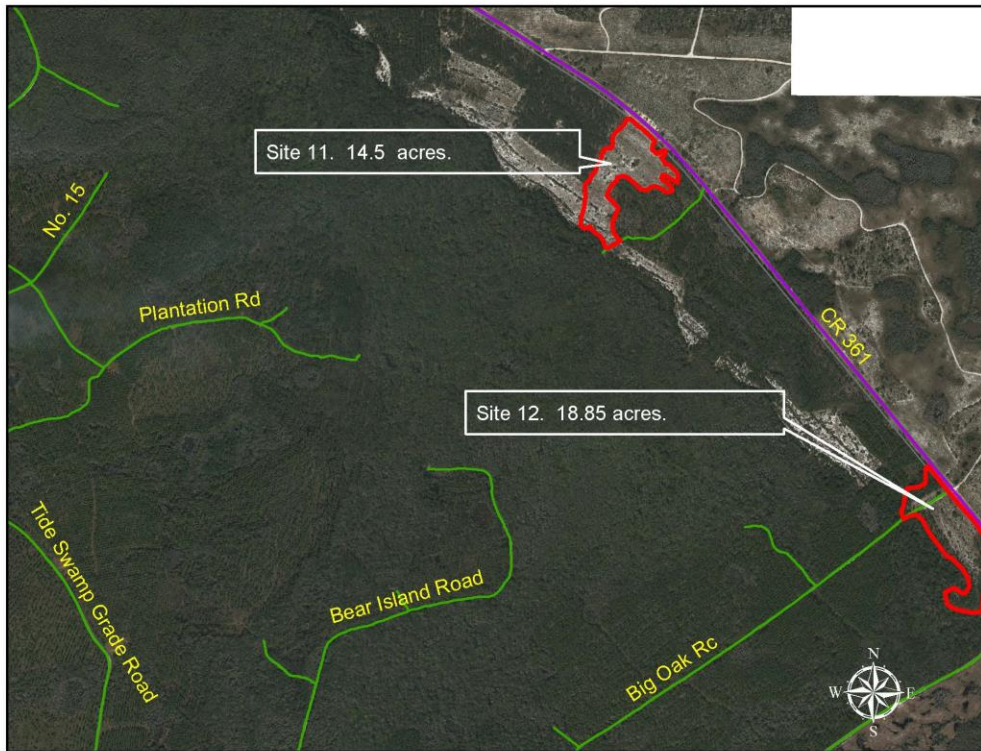 Site 11. 14.5 acres.
No. 15
Plantation Rd
CR 361
Site 12. 18.85 acres.
Tide Swamp Grade Road
Bear Island Road
Big Oak Rc
N
W E
S